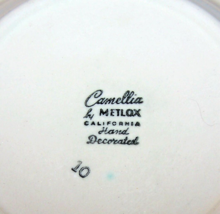 Camellia
by METLOX
CALIFORNIA
Hand
Decorated
10